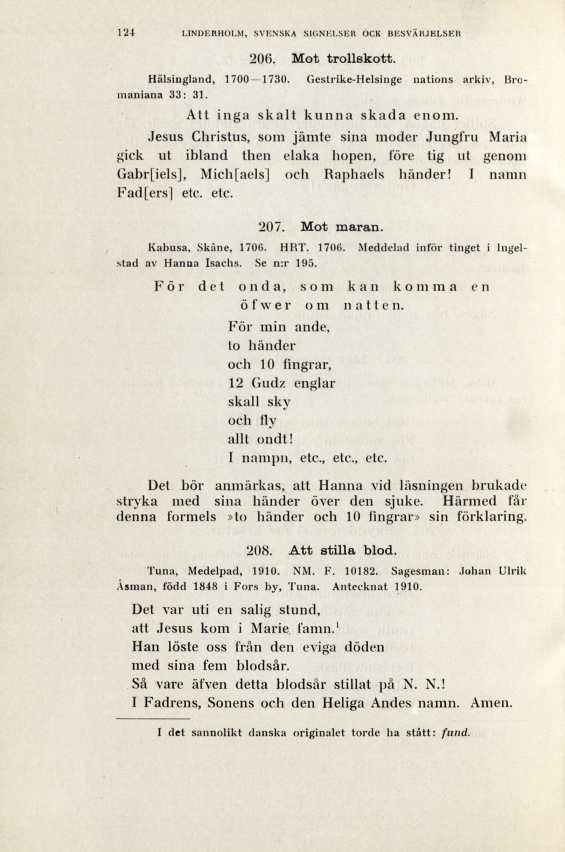 124 LINDERHOLM, SVENSKA SIGNELSER OCK BESVÄRJELSER
206. Mot trollskott.
Hälsingland, 1700—1730. Gestrike-Helsinge nations arkiv, Bro-
maniana 33: 31.
Att inga skalt kunna skada enom.
Jesus Christus, som jämte sina moder Jungfru Maria
gick ut ibland then elaka hopen, före tig ut genom
Gabr[iels], Mich[aels] och Raphaels händer! I namn
Fad[ers] etc. etc.
207. Mot maran.
Kabusa, Skåne, 1706. HRT. 1706. Meddelad inför tinget i Ingel-
stad av Hanna Isachs. Se n:r 195.
För det onda, som kan komma en
öfwer om natten.
För min ande,
to händer
och 10 fingrar,
12 Gudz englar
skall sky
och fly
allt ondt!
I nampn, etc., etc., etc.
Det bör anmärkas, att Hanna vid läsningen brukade
stryka med sina händer över den sjuke. Härmed får
denna formels »to händer och 10 fingrar» sin förklaring.
208. Att stilla blod.
Tuna, Medelpad, 1910. NM. F. 10182. Sagesman: Johan Ulrik
Åsman, född 1848 i Fors by, Tuna. Antecknat 1910.
Det var uti en salig stund,
att Jesus kom i Marie famn.¹
Han löste oss från den eviga döden
med sina fem blodsår.
Så vare äfven detta blodsår stillat på N. N.!
I Fadrens, Sonens och den Heliga Andes namn. Amen.
I det sannolikt danska originalet torde ha stått: fund.